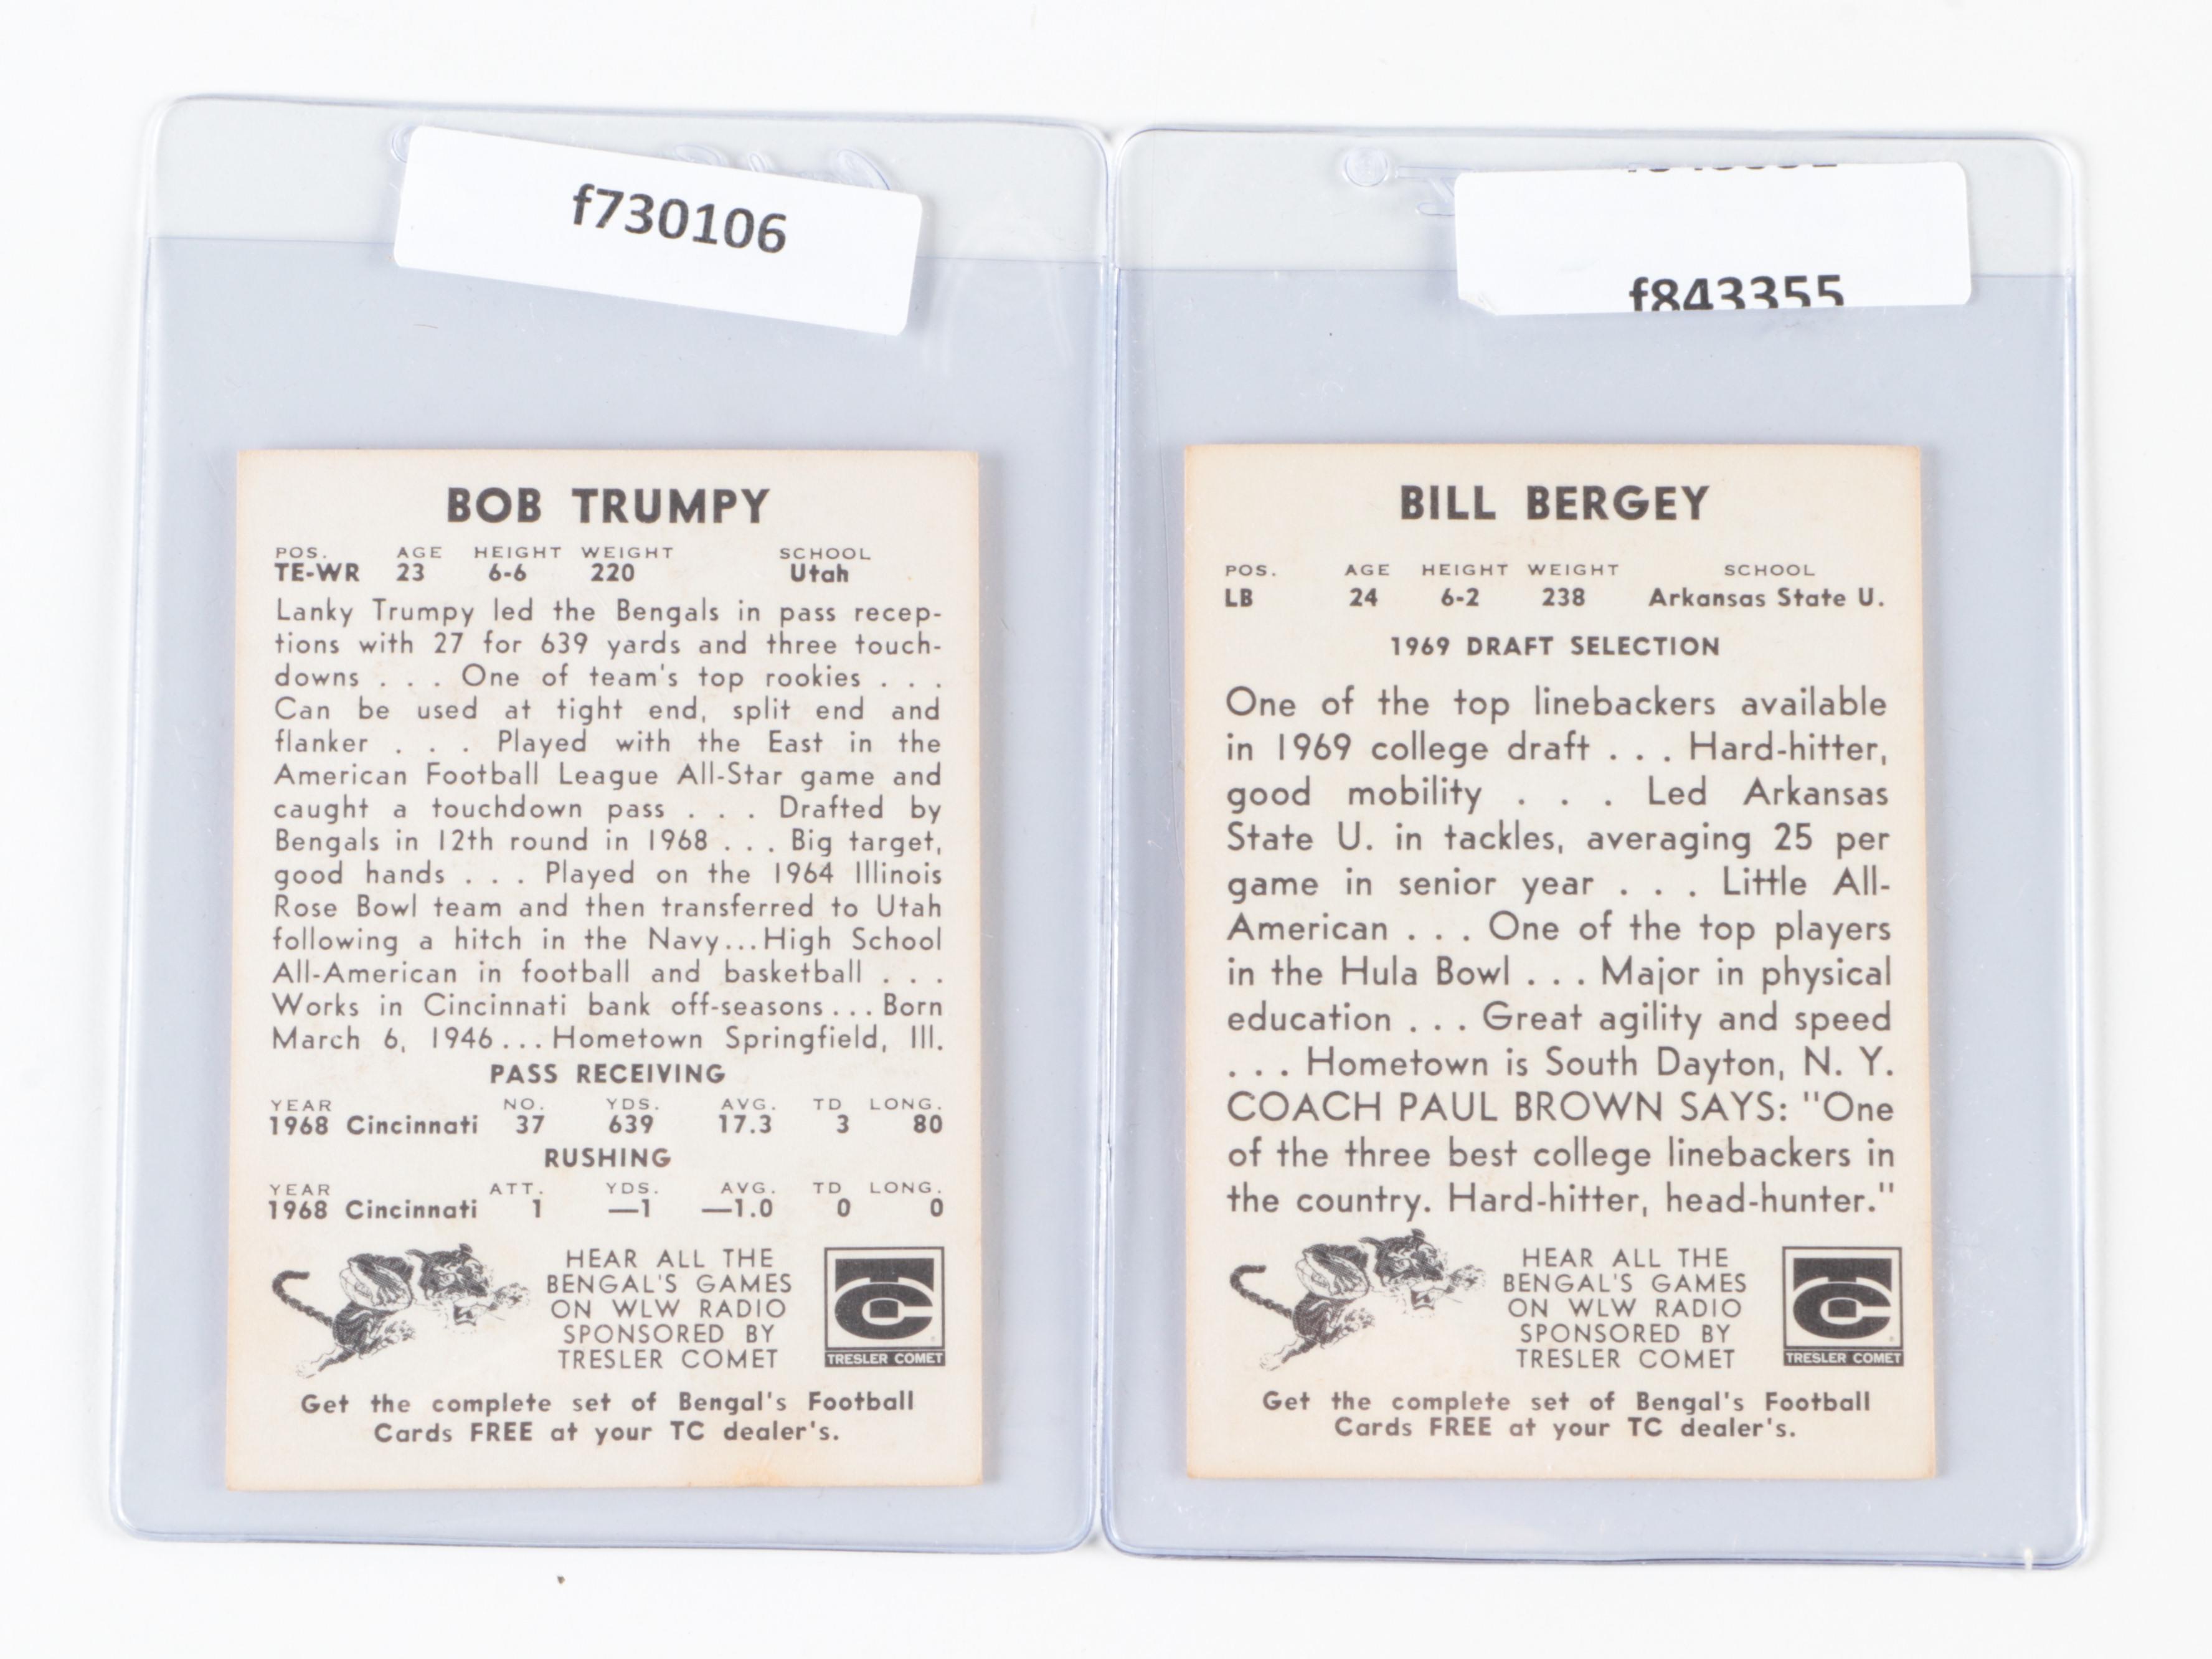 f730106
BOB TRUMPY
POS. AGE HEIGHT WEIGHT SCHOOL
TE-WR 23 6-6 220 Utah
Lanky Trumpy led the Bengals in pass recep-
tions with 27 for 639 yards and three touch-
downs . . . One of team's top rookies . . .
Can be used at tight end, split end and
flanker . . . Played with the East in the
American Football League All-Star game and
caught a touchdown pass . . . Drafted by
Bengals in 12th round in 1968 . . . Big target,
good hands . . . Played on the 1964 Illinois
Rose Bowl team and then transferred to Utah
following a hitch in the Navy...High School
All-American in football and basketball . . .
Works in Cincinnati bank off-seasons...Born
March 6, 1946...Hometown Springfield, Ill.
PASS RECEIVING
YEAR NO. YDS. AVG. TD LONG.
1968 Cincinnati 37 639 17.3 3 80
RUSHING
YEAR ATT. YDS. AVG. TD LONG.
1968 Cincinnati 1 —1 —1.0 0 0
HEAR ALL THE
BENGAL'S GAMES
ON WLW RADIO
SPONSORED BY
TRESLER COMET
TC
TRESLER COMET
Get the complete set of Bengal's Football
Cards FREE at your TC dealer's.
f843355
BILL BERGEY
POS. AGE HEIGHT WEIGHT SCHOOL
LB 24 6-2 238 Arkansas State U.
1969 DRAFT SELECTION
One of the top linebackers available
in 1969 college draft . . . Hard-hitter,
good mobility . . . Led Arkansas
State U. in tackles, averaging 25 per
game in senior year . . . Little All-
American . . . One of the top players
in the Hula Bowl . . . Major in physical
education . . . Great agility and speed
. . . Hometown is South Dayton, N. Y.
COACH PAUL BROWN SAYS: "One
of the three best college linebackers in
the country. Hard-hitter, head-hunter."
HEAR ALL THE
BENGAL'S GAMES
ON WLW RADIO
SPONSORED BY
TRESLER COMET
TC
TRESLER COMET
Get the complete set of Bengal's Football
Cards FREE at your TC dealer's.